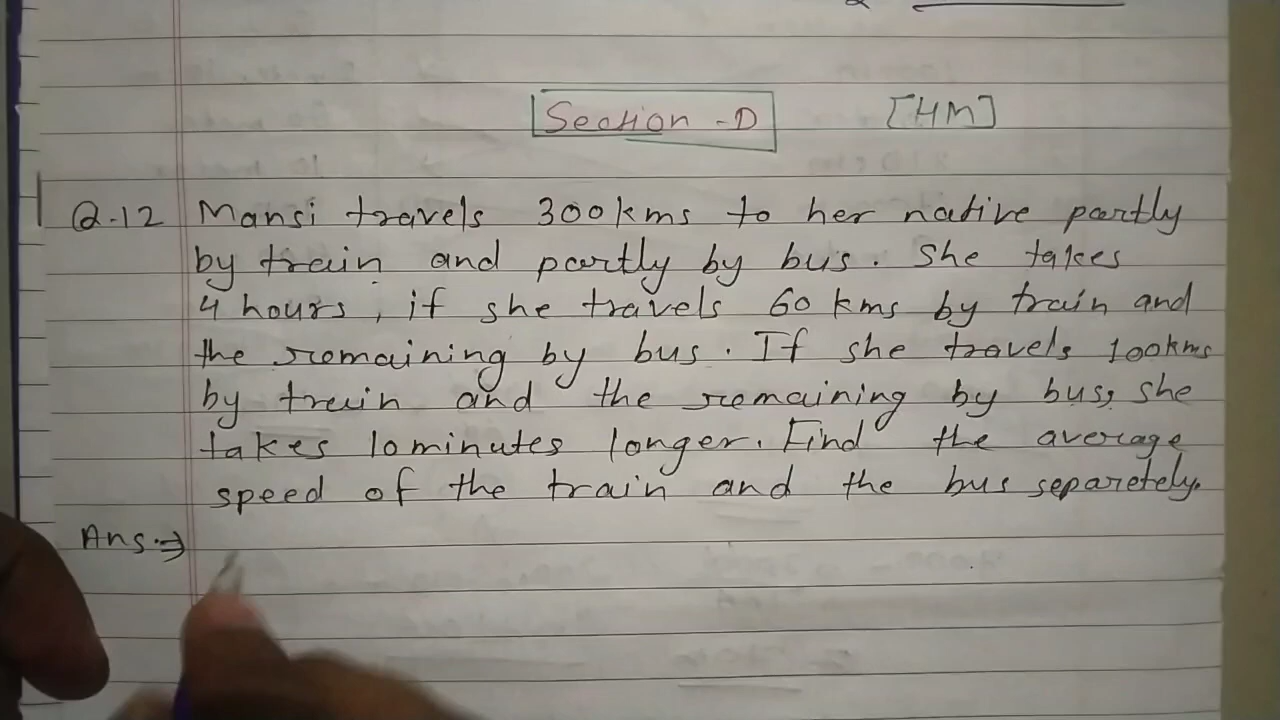 Section - D [4M]
Q.12 Mansi travels 300kms to her native partly
by train and partly by bus. She takes
4 hours, if she travels 60 kms by train and
the remaining by bus. If she travels 100kms
by train and the remaining by bus, she
takes 10minutes longer. Find the average
speed of the train and the bus separetely.
Ans.⇒